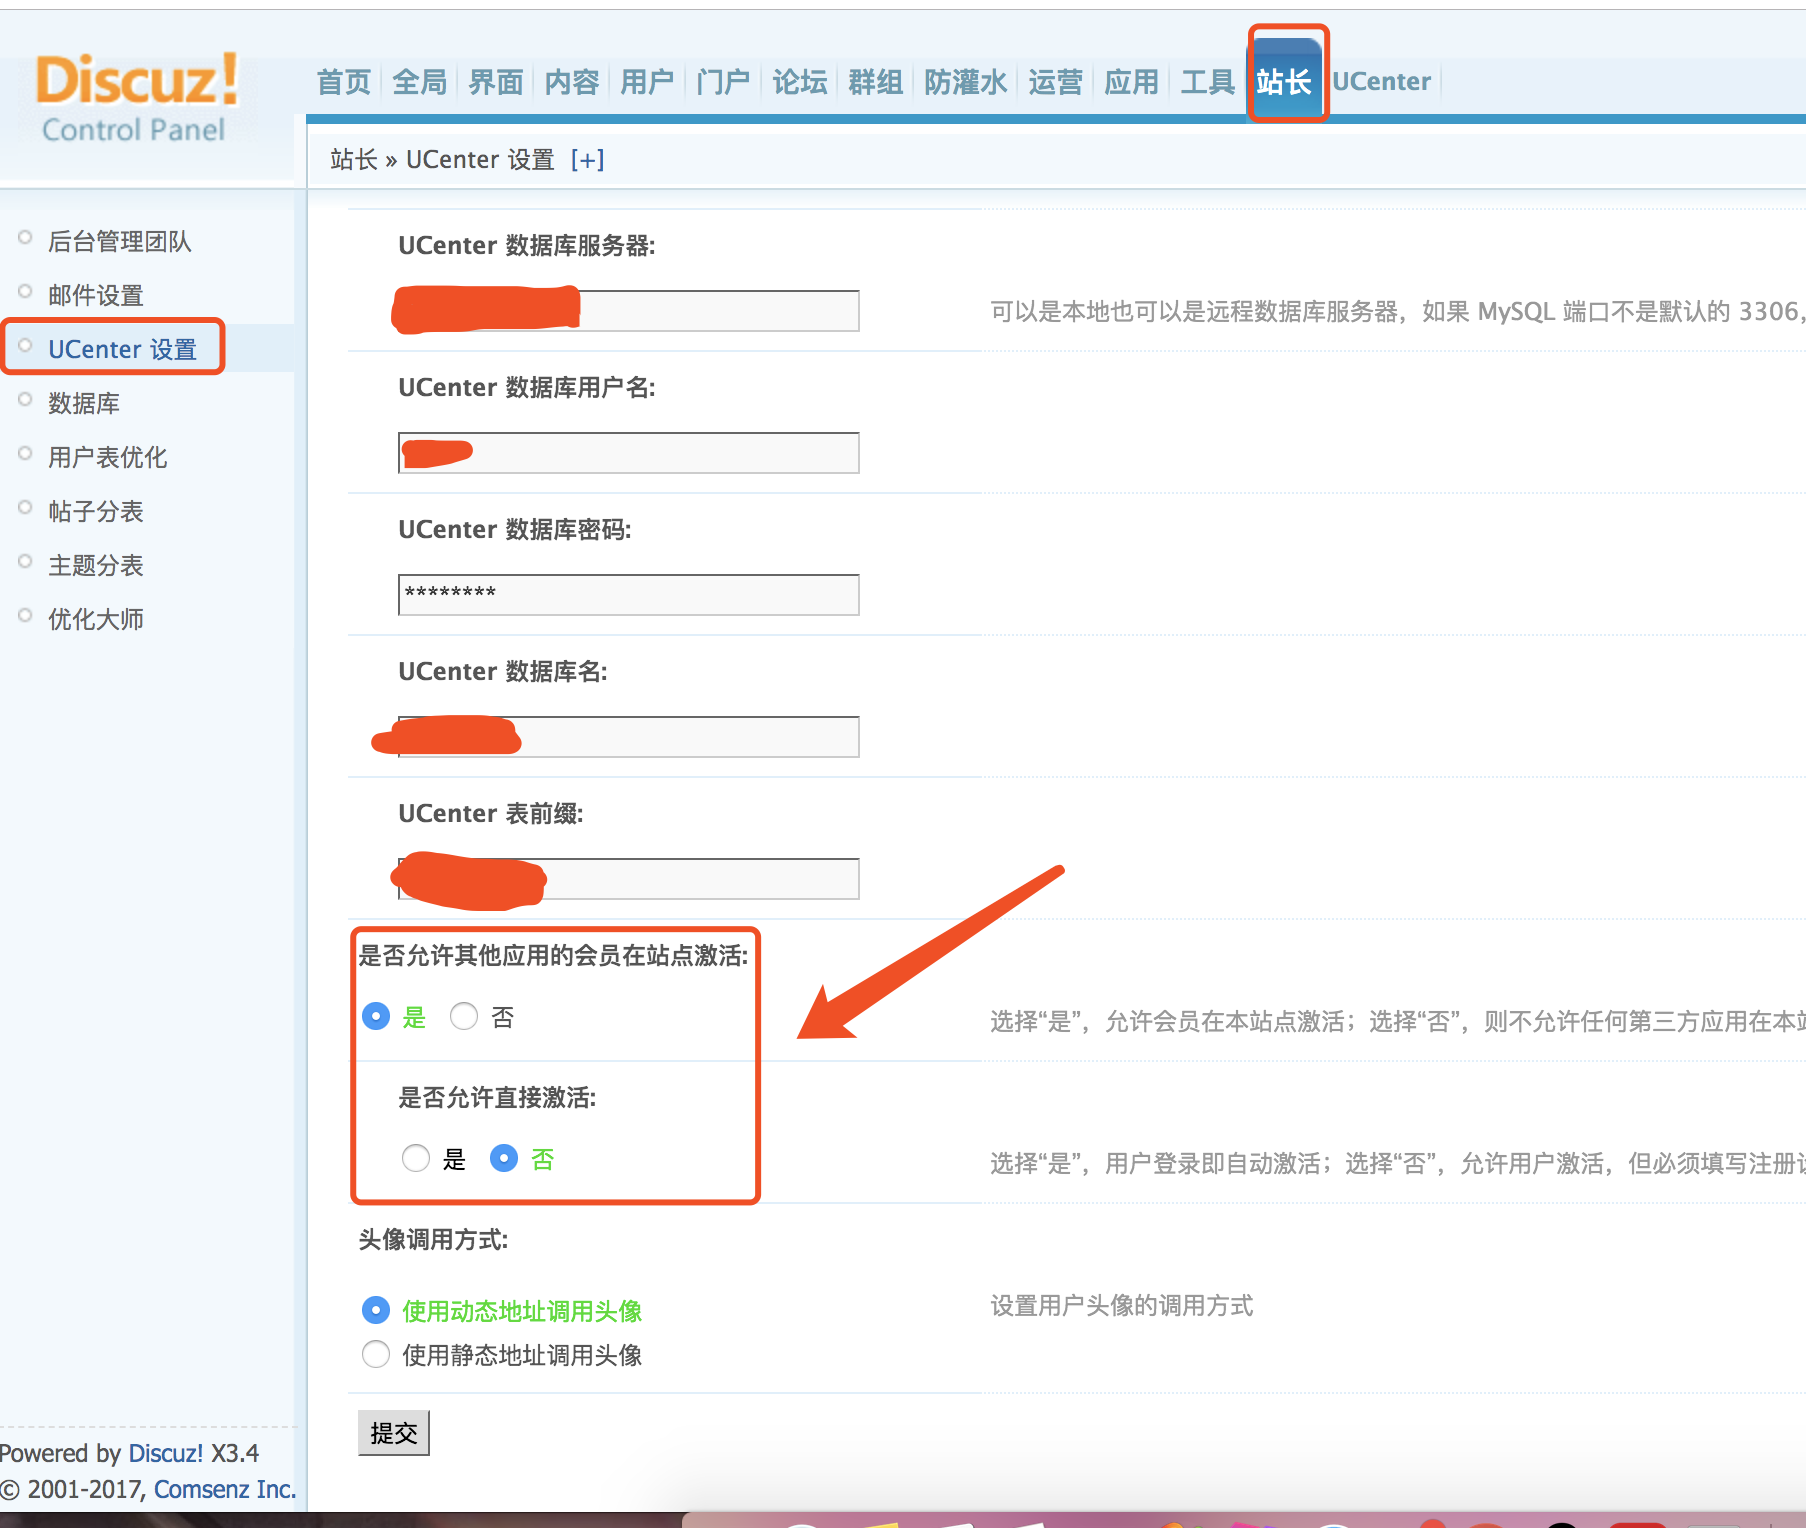 Discuz!
Control Panel
首页 全局 界面 内容 用户 门户 论坛 群组 防灌水 运营 应用 工具 站长 UCenter
站长 » UCenter 设置 [+]
后台管理团队
邮件设置
UCenter 设置
数据库
用户表优化
帖子分表
主题分表
优化大师
UCenter 数据库服务器:
可以是本地也可以是远程数据库服务器，如果 MySQL 端口不是默认的 3306，
UCenter 数据库用户名:
UCenter 数据库密码:
********
UCenter 数据库名:
UCenter 表前缀:
是否允许其他应用的会员在站点激活:
是 否
选择“是”，允许会员在本站点激活；选择“否”，则不允许任何第三方应用在本站
是否允许直接激活:
是 否
选择“是”，用户登录即自动激活；选择“否”，允许用户激活，但必须填写注册
头像调用方式:
使用动态地址调用头像
设置用户头像的调用方式
使用静态地址调用头像
提交
Powered by Discuz! X3.4
© 2001-2017, Comsenz Inc.